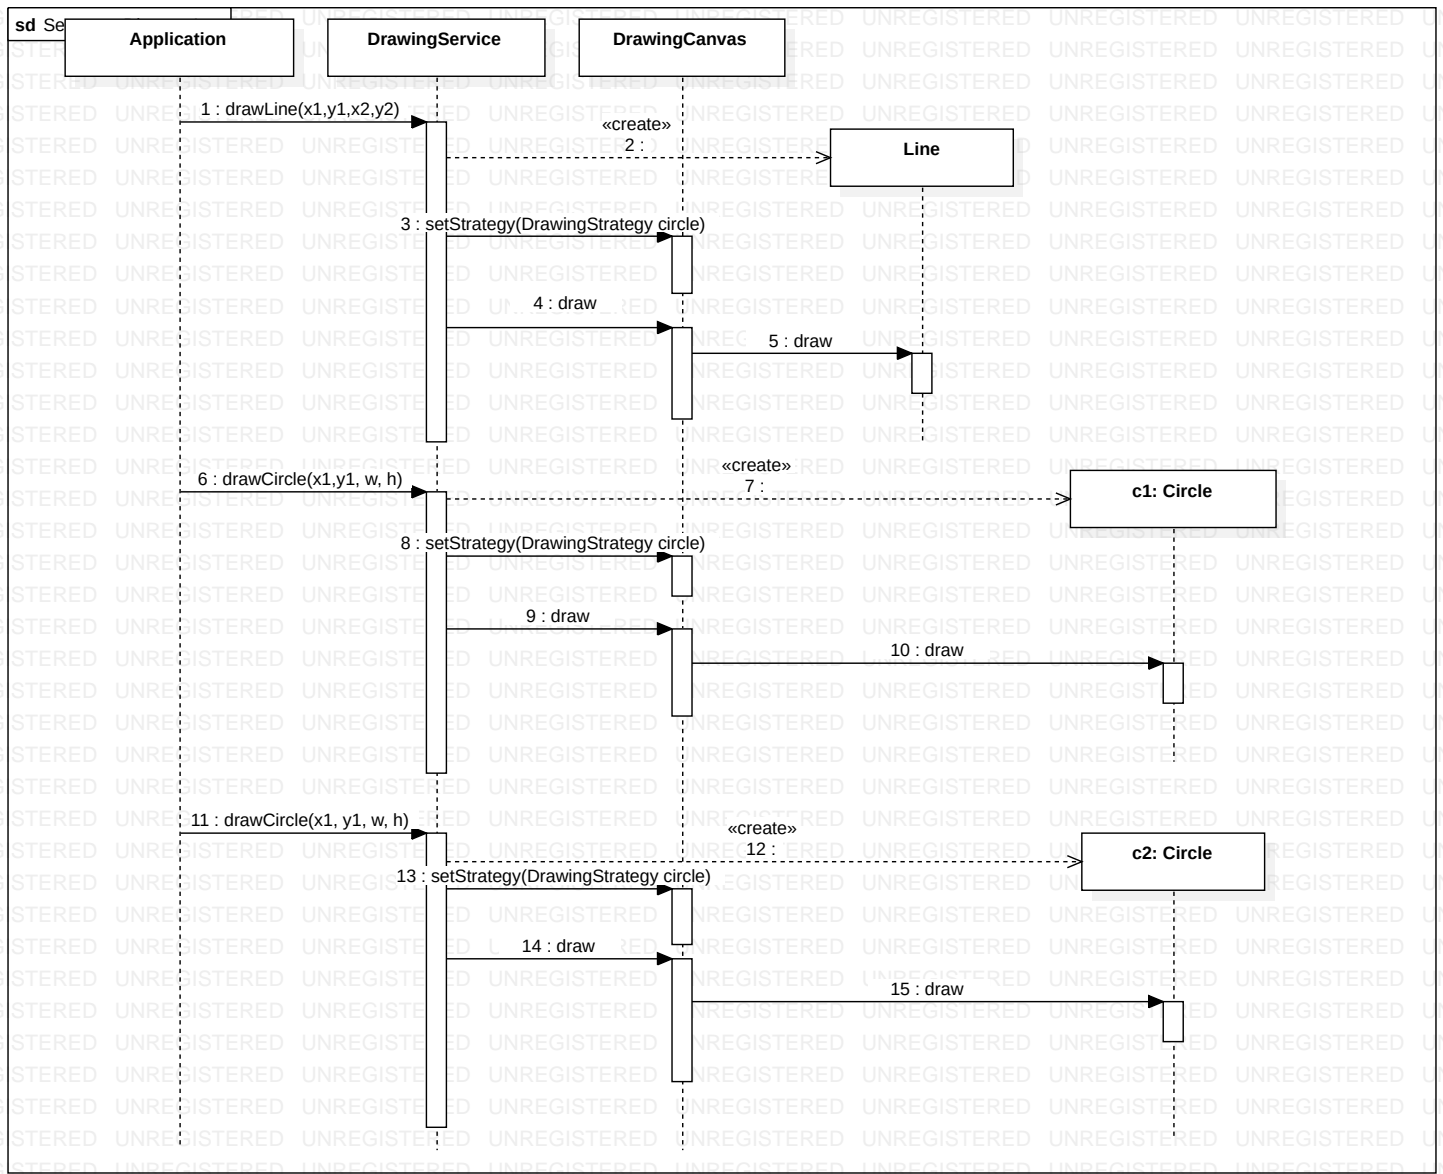 sd Se
Application
DrawingService
DrawingCanvas
1 : drawLine(x1,y1,x2,y2)
«create»
2 :
Line
3 : setStrategy(DrawingStrategy circle)
4 : draw
5 : draw
«create»
6 : drawCircle(x1,y1, w, h)
7 :
c1: Circle
8 : setStrategy(DrawingStrategy circle)
9 : draw
10 : draw
11 : drawCircle(x1, y1, w, h)
«create»
12 :
c2: Circle
13 : setStrategy(DrawingStrategy circle)
14 : draw
15 : draw
UNREGISTERED